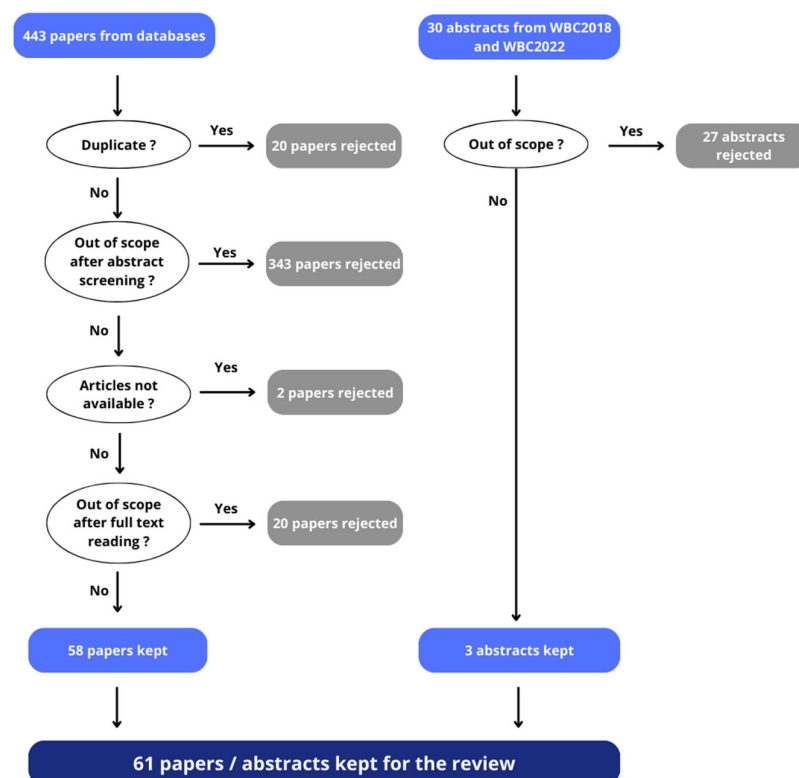 443 papers from databases
30 abstracts from WBC2018
and WBC2022
Duplicate ?
Yes
20 papers rejected
Out of scope ?
Yes
27 abstracts
rejected
No
No
Out of scope
after abstract
screening ?
Yes
343 papers rejected
No
Articles not
available ?
Yes
2 papers rejected
No
Out of scope
after full text
reading ?
Yes
20 papers rejected
No
58 papers kept
3 abstracts kept
61 papers / abstracts kept for the review